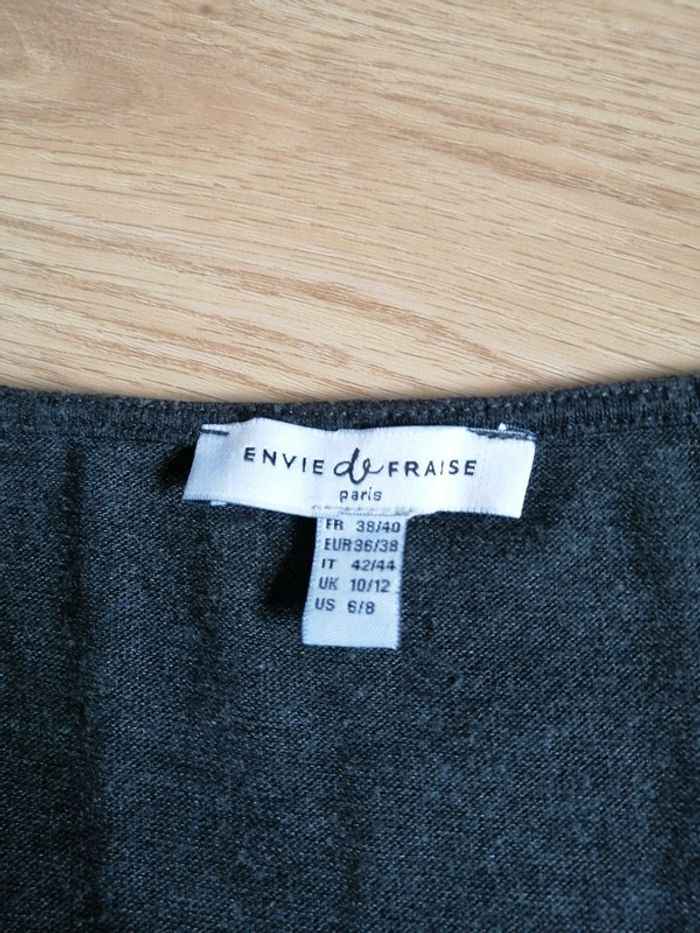 ENVIE de FRAISE
paris
FR 38/40
EUR 36/38
IT 42/44
UK 10/12
US 6/8